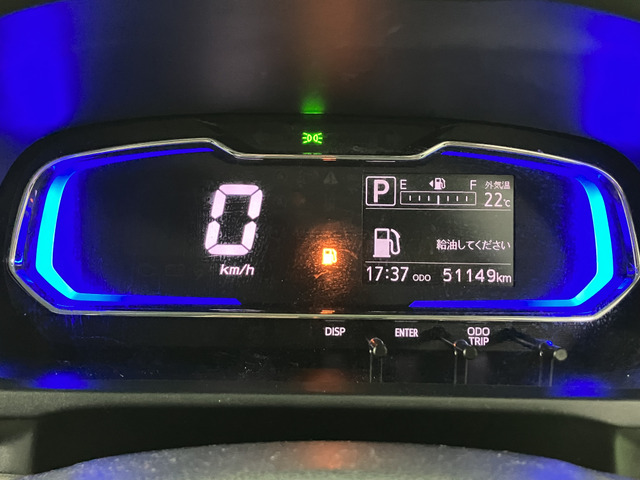 0
km/h
P
E F
外気温
22℃
給油してください
17:37 ODO 51149km
DISP ENTER ODO
TRIP